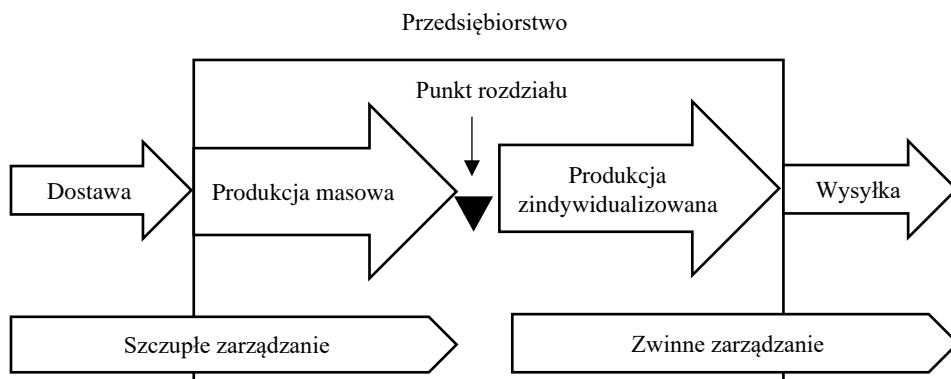 Przedsiębiorstwo
Punkt rozdziału
Dostawa
Produkcja masowa
Produkcja
zindywidualizowana
Wysyłka
Szczupłe zarządzanie
Zwinne zarządzanie